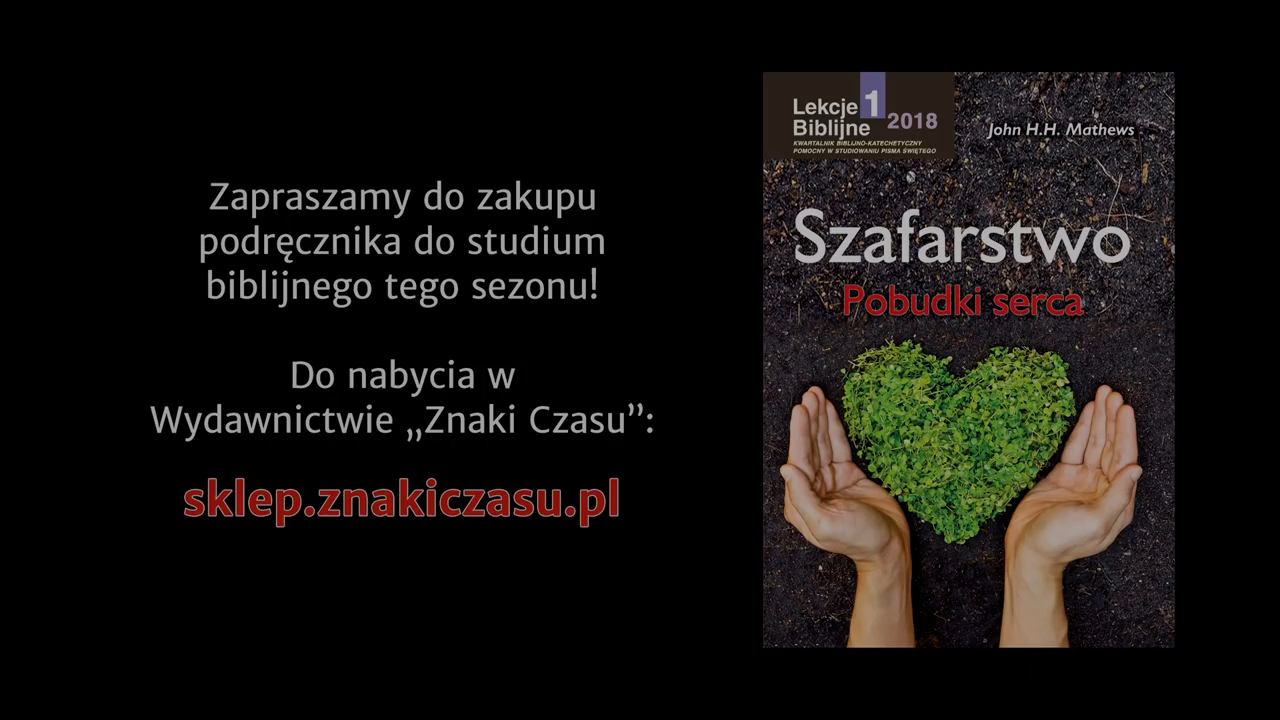 Zapraszamy do zakupu
podręcznika do studium
biblijnego tego sezonu!
Do nabycia w
Wydawnictwie „Znaki Czasu”:
sklep.znakiczasu.pl
Lekcje 1 2018
Biblijne
KWARTALNIK BIBLIJNO-KATECHETYCZNY
POMOCNY W STUDIOWANIU PISMA ŚWIĘTEGO
John H.H. Mathews
Szafarstwo
Pobudki serca